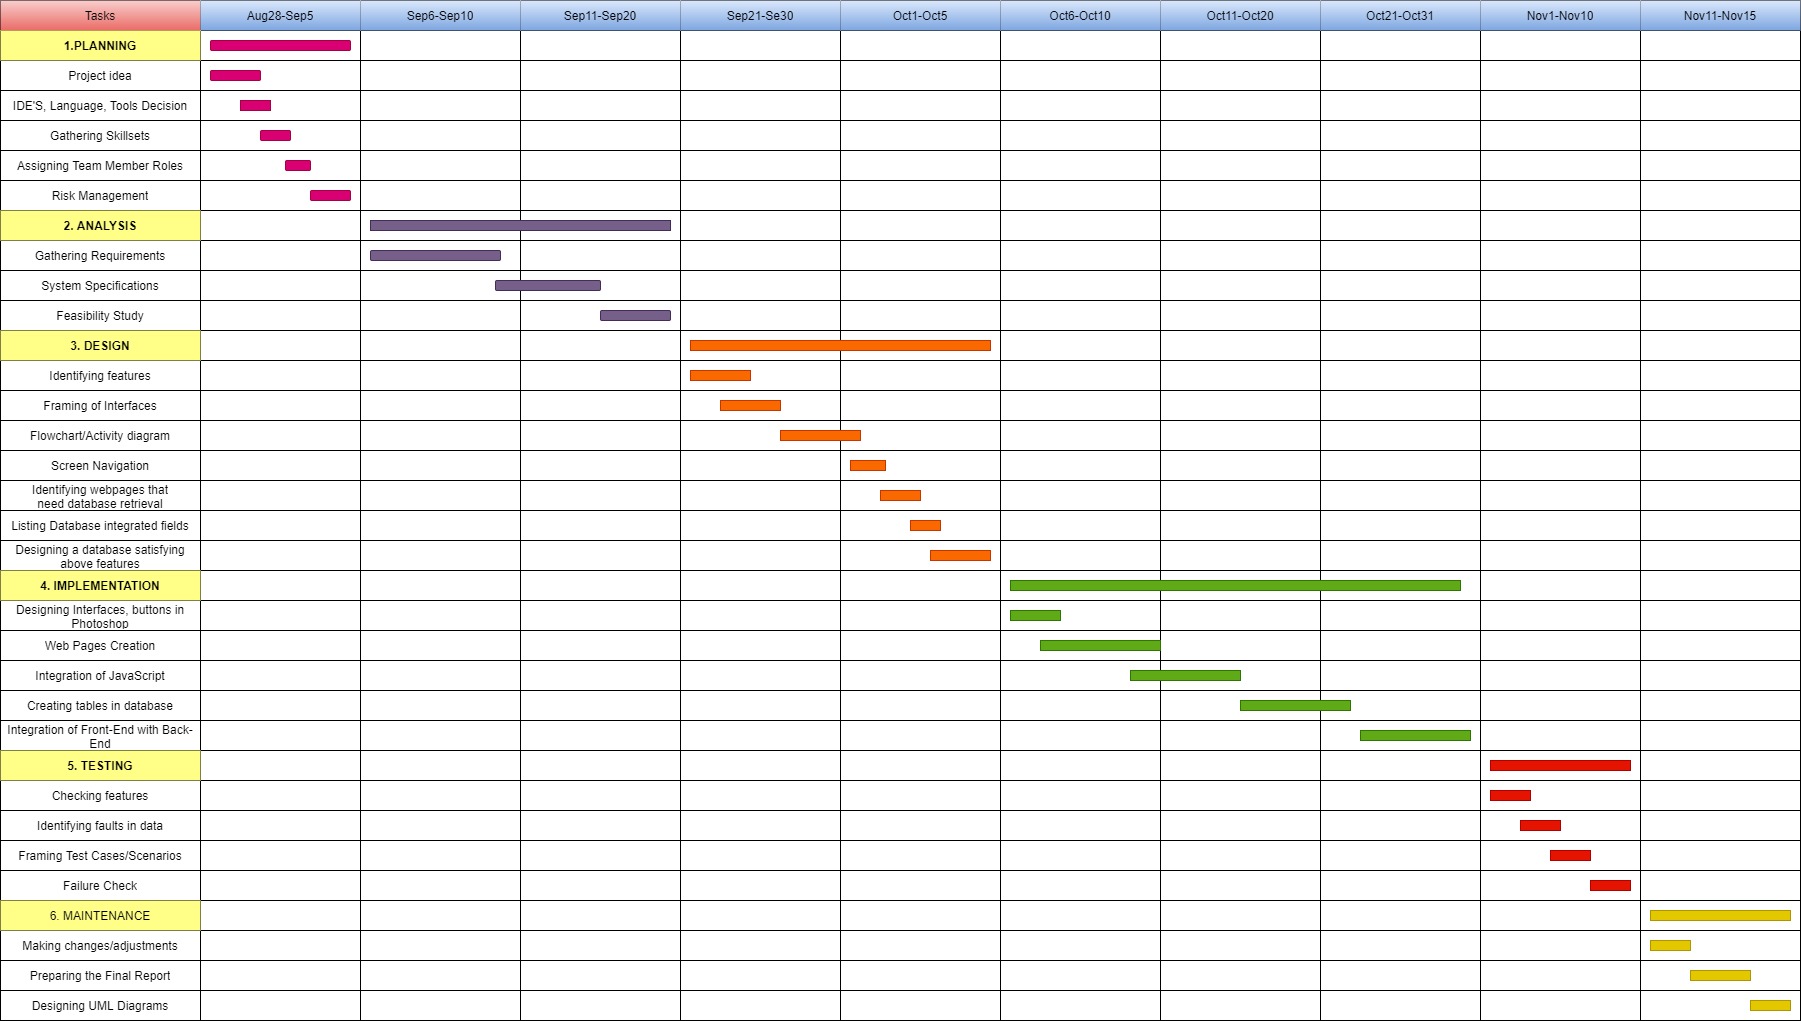 Tasks Aug28-Sep5 Sep6-Sep10 Sep11-Sep20 Sep21-Se30 Oct1-Oct5 Oct6-Oct10 Oct11-Oct20 Oct21-Oct31 Nov1-Nov10 Nov11-Nov15
1.PLANNING
Project idea
IDE'S, Language, Tools Decision
Gathering Skillsets
Assigning Team Member Roles
Risk Management
2. ANALYSIS
Gathering Requirements
System Specifications
Feasibility Study
3. DESIGN
Identifying features
Framing of Interfaces
Flowchart/Activity diagram
Screen Navigation
Identifying webpages that
need database retrieval
Listing Database integrated fields
Designing a database satisfying
above features
4. IMPLEMENTATION
Designing Interfaces, buttons in
Photoshop
Web Pages Creation
Integration of JavaScript
Creating tables in database
Integration of Front-End with Back-
End
5. TESTING
Checking features
Identifying faults in data
Framing Test Cases/Scenarios
Failure Check
6. MAINTENANCE
Making changes/adjustments
Preparing the Final Report
Designing UML Diagrams